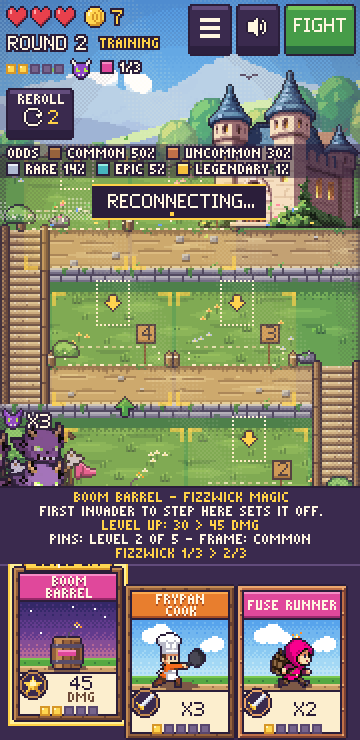 7
FIGHT
ROUND 2 TRAINING
1/3
REROLL
2
ODDS COMMON 50% UNCOMMON 30%
RARE 14% EPIC 5% LEGENDARY 1%
RECONNECTING...
4
3
X3
2
BOOM BARREL - FIZZWICK MAGIC
FIRST INVADER TO STEP HERE SETS IT OFF.
LEVEL UP: 30 > 45 DMG
PINS: LEVEL 2 OF 5 - FRAME: COMMON
FIZZWICK 1/3 > 2/3
BOOM
BARREL
45
DMG
FRYPAN
COOK
X3
FUSE RUNNER
X2